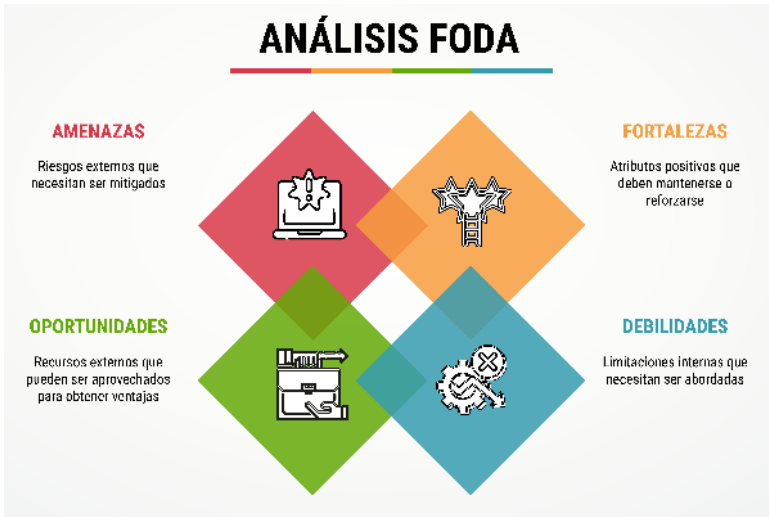 ANÁLISIS FODA
AMENAZAS
Riesgos externos que
necesitan ser mitigados
FORTALEZAS
Atributos positivos que
deben mantenerse o
reforzarse
OPORTUNIDADES
Recursos externos que
pueden ser aprovechados
para obtener ventajas
DEBILIDADES
Limitaciones internas que
necesitan ser abordadas